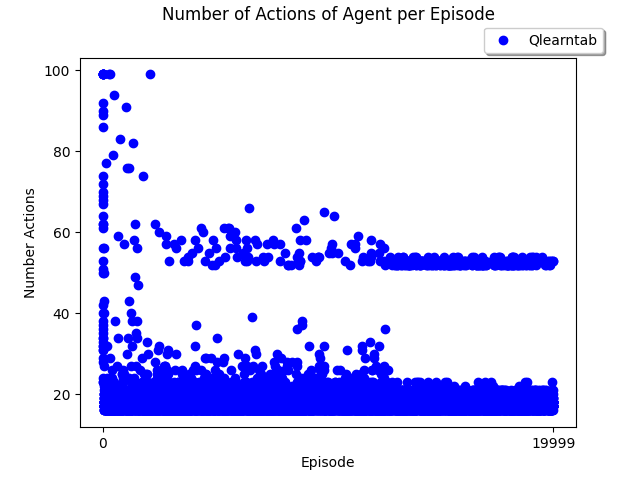 Number of Actions of Agent per Episode
Qlearntab
100
80
60
40
20
Number Actions
0
19999
Episode